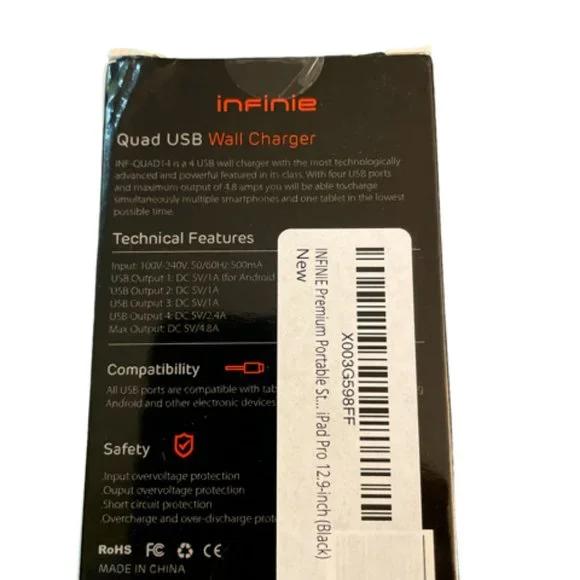 infinie
Quad USB Wall Charger
INF-QUAD14 is a 4 USB wall charger with the most technologically
advanced and powerful featured in its class. With four USB ports
and maximum output of 4.8 amps you will be able to charge
simultaneously multiple smartphones and one tablet in the lowest
possible time.
Technical Features
Input: 100V-240V, 50/60Hz 500mA
USB Output 1: DC 5V/1A (for Android
USB Output 2: DC 5V/1A
USB Output 3: DC 5V/1A
USB Output 4: DC 5V/2.4A
Max Output: DC 5V/4.8A
Compatibility
All USB ports are compatible with tab
Android and other electronic devices
Safety
.Input overvoltage protection
.Ouput overvoltage protection
.Short circuit protection
.Overcharge and over-discharge prote
RoHS FC CE
MADE IN CHINA
X003G598FF
INFINIE Premium Portable St... iPad Pro 12.9-inch (Black)
New